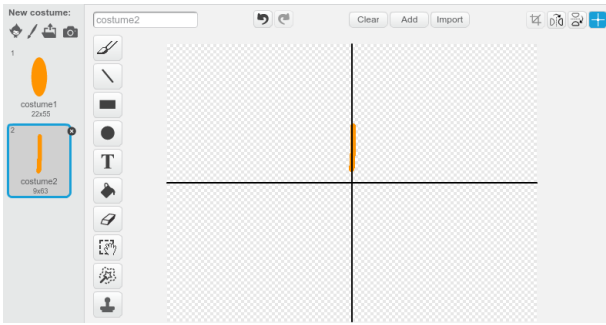 New costume:
costume2
Clear
Add
Import
1
costume1
22x55
2
costume2
9x63
T